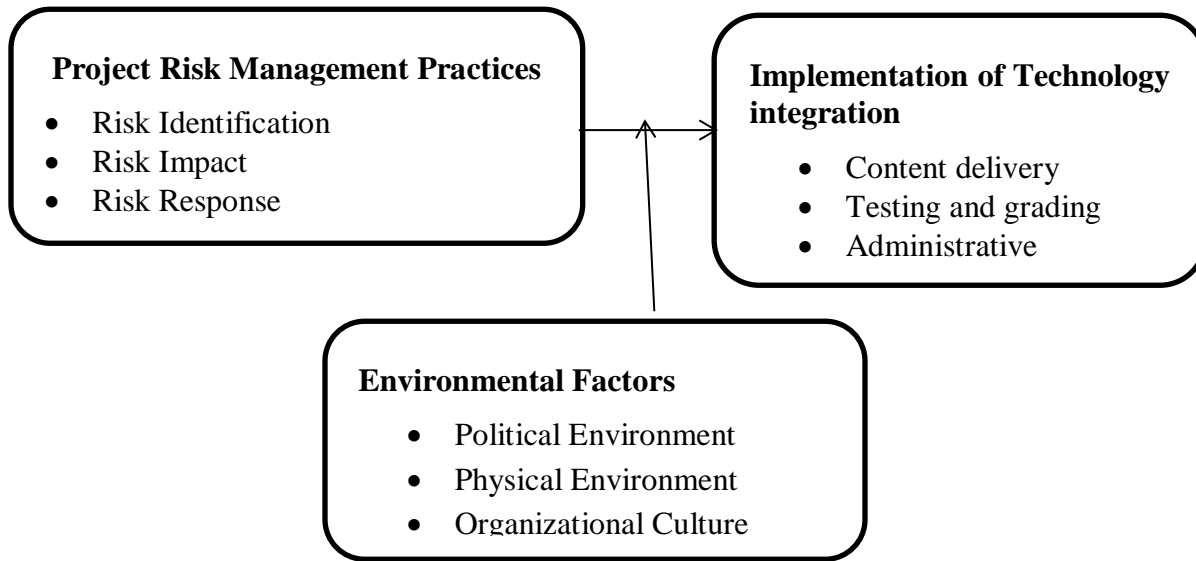 Project Risk Management Practices
• Risk Identification
• Risk Impact
• Risk Response
Implementation of Technology
integration
• Content delivery
• Testing and grading
• Administrative
Environmental Factors
• Political Environment
• Physical Environment
• Organizational Culture